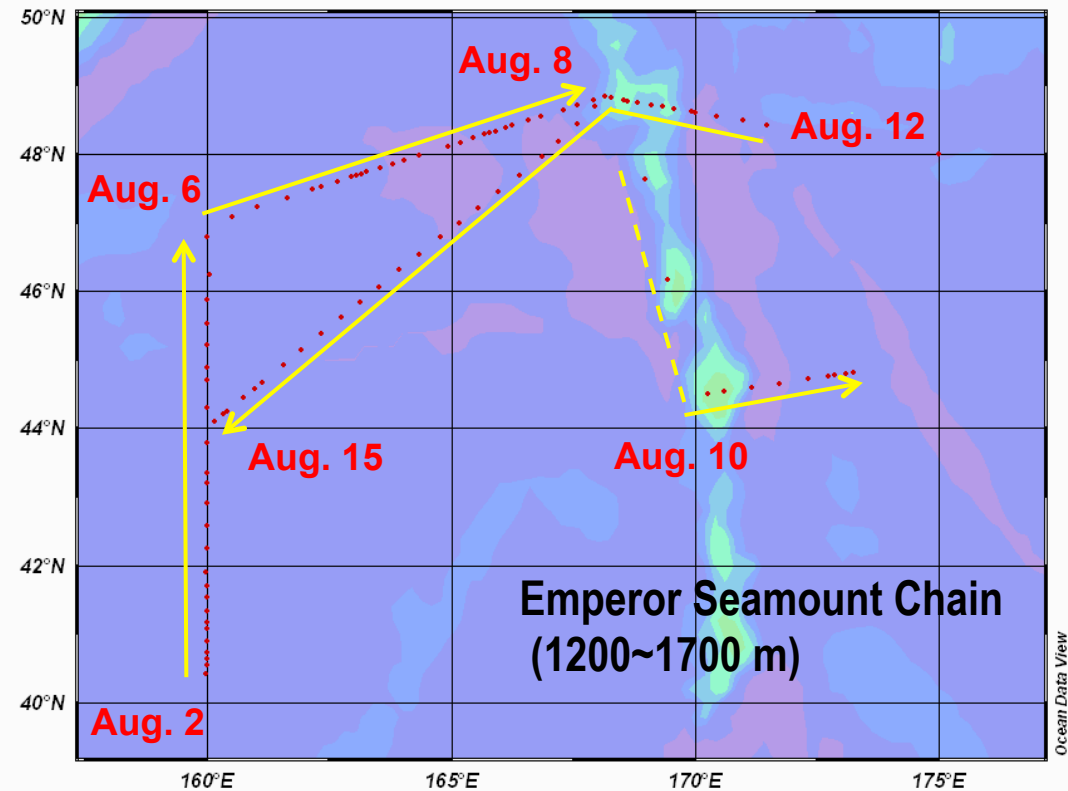 50°N
Aug. 8
Aug. 12
48°N
Aug. 6
46°N
44°N
Aug. 15
Aug. 10
42°N
Emperor Seamount Chain
(1200~1700 m)
40°N
Aug. 2
Ocean Data View
160°E
165°E
170°E
175°E